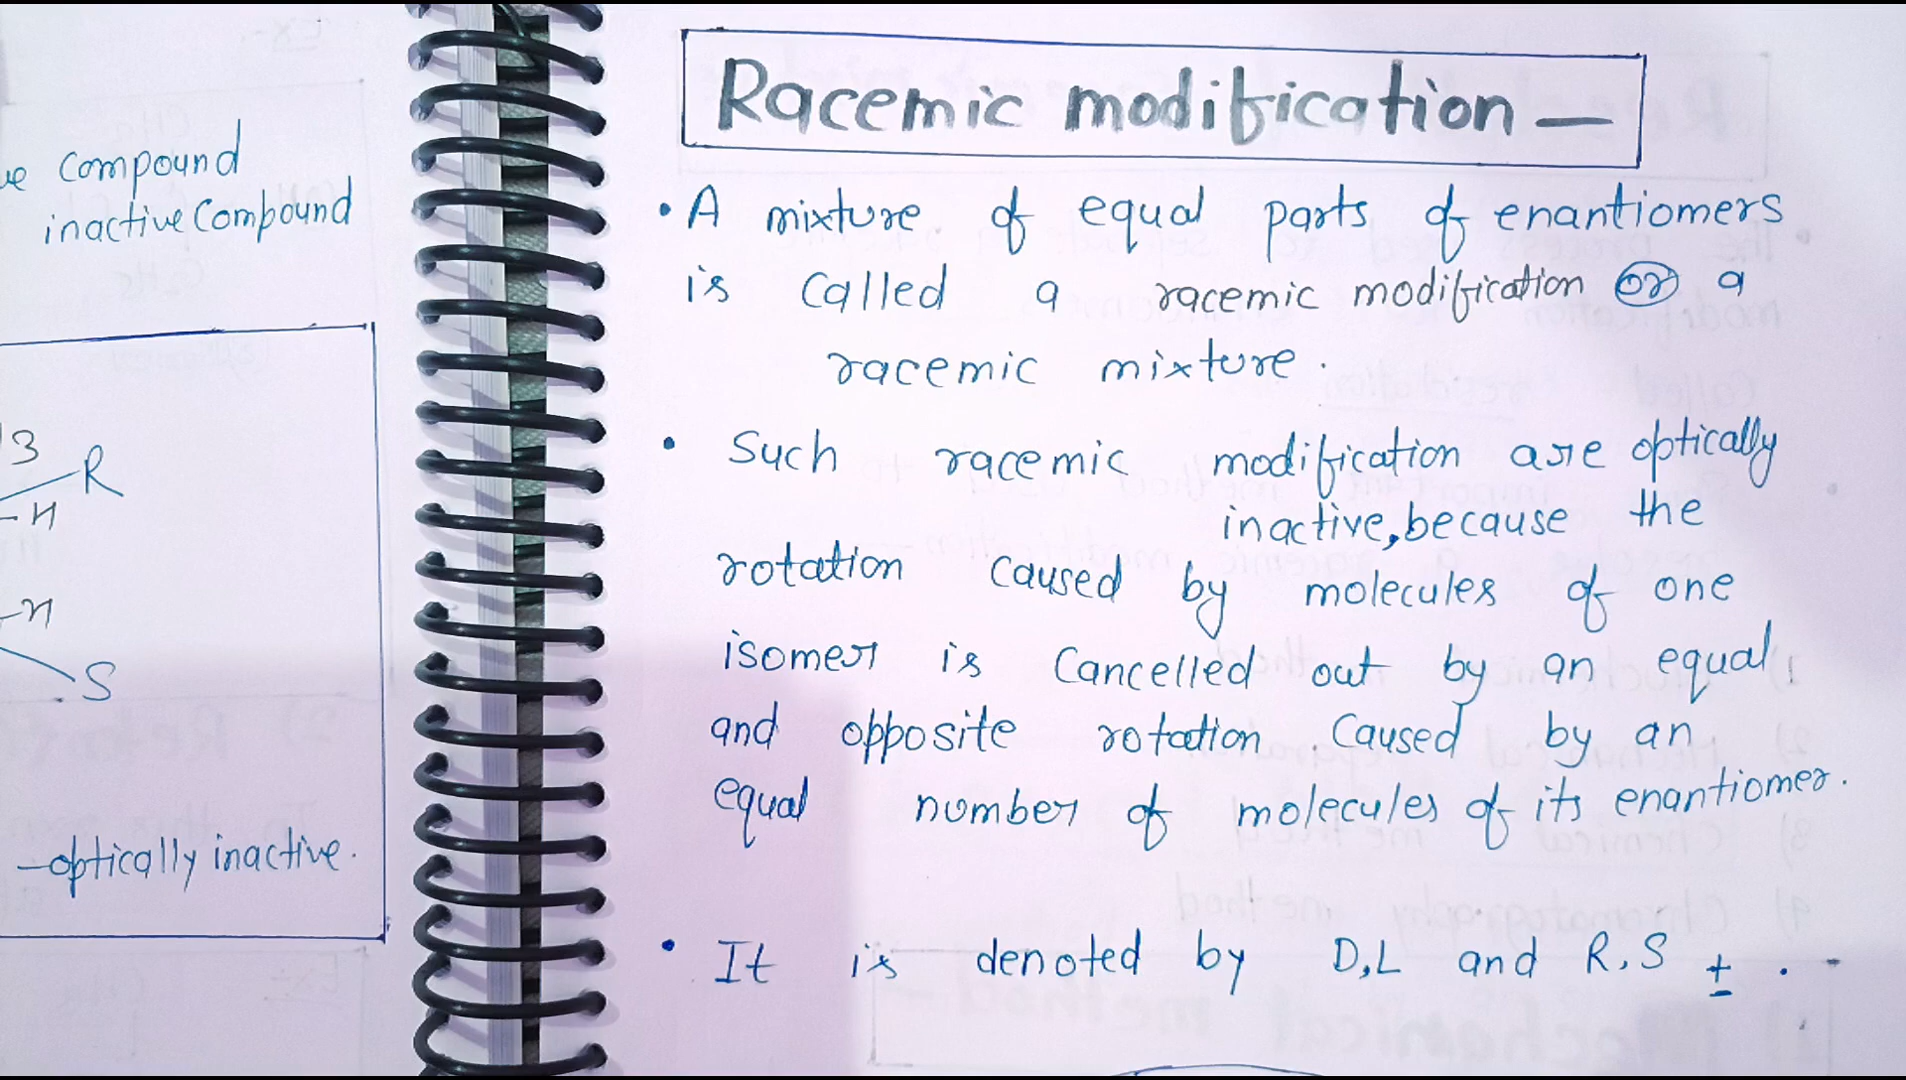 ve compound
inactive compound
3
R
H
H
S
-optically inactive.
Racemic modification —
• A mixture of equal parts of enantiomers
is called a racemic modification or a
racemic mixture.
• Such racemic modification are optically
inactive, because the
rotation caused by molecules of one
isomer is cancelled out by an equal
and opposite rotation caused by an
equal number of molecules of its enantiomer.
• It is denoted by D,L and R,S ± .